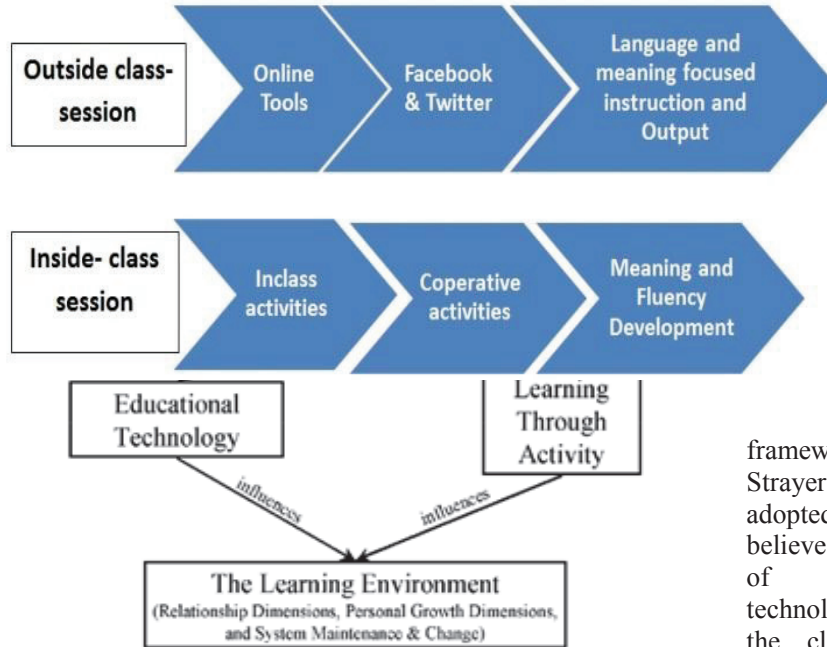 Outside class-
session
Online
Tools
Facebook
& Twitter
Language and
meaning focused
instruction and
Output
Inside- class
session
Inclass
activities
Coperative
activities
Meaning and
Fluency
Development
Educational
Technology
Learning
Through
Activity
influences
influences
The Learning Environment
(Relationship Dimensions, Personal Growth Dimensions,
and System Maintenance & Change)
Strayer
adopted
believe
of
technol
the cl